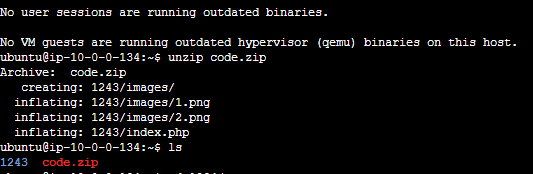 No user sessions are running outdated binaries.
No VM guests are running outdated hypervisor (qemu) binaries on this host.
ubuntu@ip-10-0-0-134:~$ unzip code.zip
Archive:  code.zip
   creating: 1243/images/
  inflating: 1243/images/1.png
  inflating: 1243/images/2.png
  inflating: 1243/index.php
ubuntu@ip-10-0-0-134:~$ ls
1243  code.zip